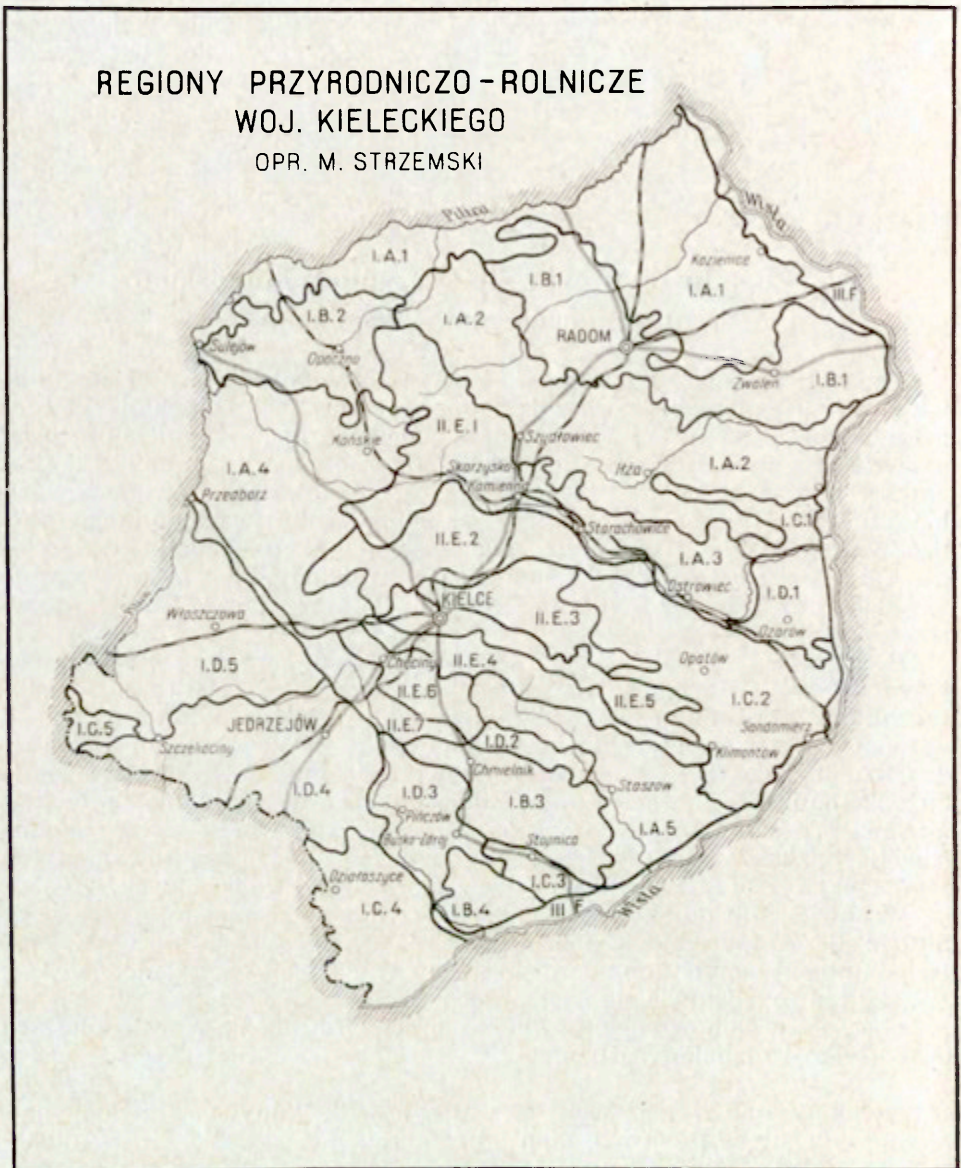 REGIONY PRZYRODNICZO-ROLNICZE
WOJ. KIELECKIEGO
OPR. M. STRZEMSKI
Pilica
Wisła
I.A.1
Kozienice
I.B.1
I.A.1
III.F
I.B.2
I.A.2
RADOM
Sulejów
Opoczno
Zwoleń
I.B.1
II.E.1
Końskie
Szydłowiec
Skarżysko
Kamienna
Iłża
I.A.2
I.A.4
Przedbórz
I.C.1
II.E.2
Starachowice
I.A.3
Ostrowiec
I.D.1
KIELCE
Włoszczowa
II.E.3
Ożarów
I.D.5
Chęciny
II.E.4
Opatów
II.E.6
II.E.5
I.C.2
I.C.5
JĘDRZEJÓW
II.E.7
Sandomierz
Szczekociny
I.D.2
Klimontów
Chmielnik
I.D.4
I.D.3
I.B.3
Staszów
Pińczów
I.A.5
Busko-Zdrój
Stopnica
Działoszyce
I.C.3
I.C.4
I.B.4
III F
Wisła